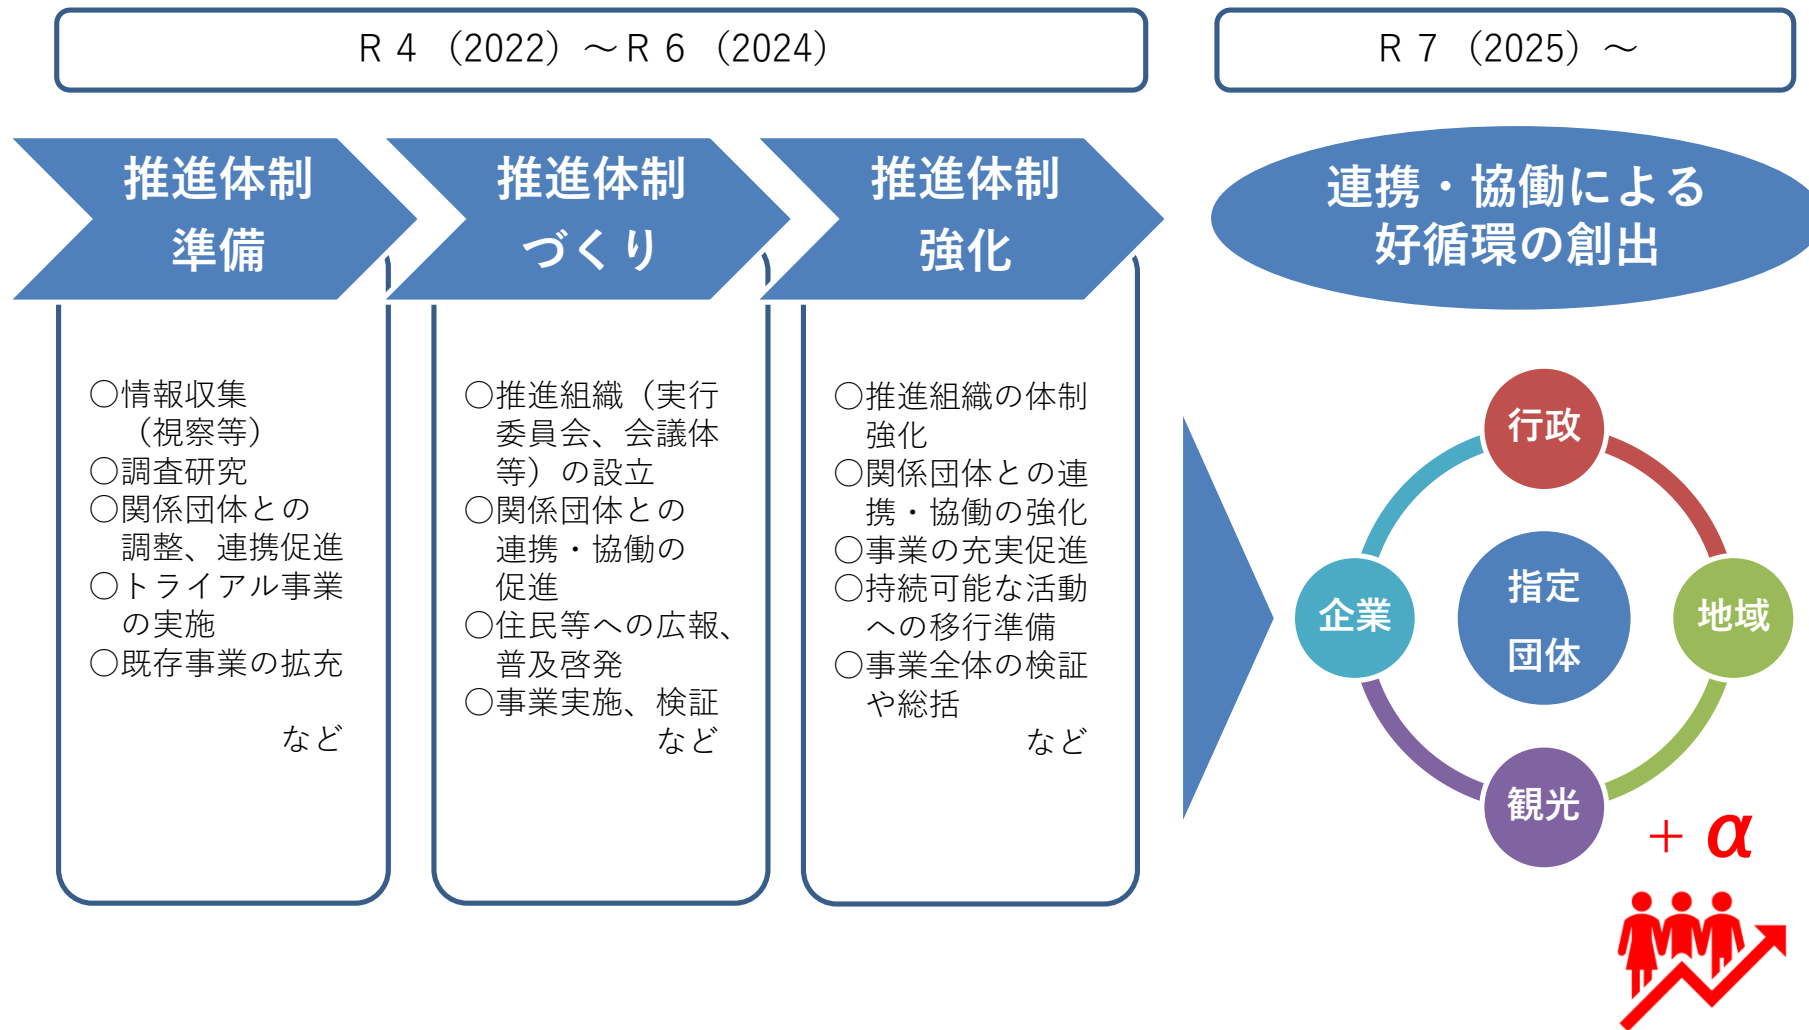 R 4 （2022）～R 6 （2024）
R 7 （2025）～
推進体制
準備
推進体制
づくり
推進体制
強化
連携・協働による
好循環の創出
○情報収集
（視察等）
○調査研究
○関係団体との
調整、連携促進
○トライアル事業
の実施
○既存事業の拡充
など
○推進組織（実行
委員会、会議体
等）の設立
○関係団体との
連携・協働の
促進
○住民等への広報、
普及啓発
○事業実施、検証
など
○推進組織の体制
強化
○関係団体との連
携・協働の強化
○事業の充実促進
○持続可能な活動
への移行準備
○事業全体の検証
や総括
など
行政
企業
指定
団体
地域
観光
+ α